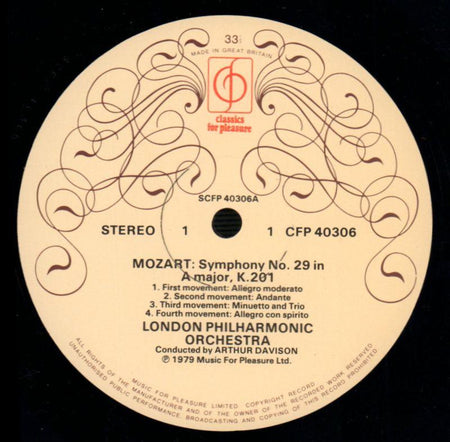 33⅓
MADE IN GREAT BRITAIN
classics
for pleasure
SCFP 40306A
STEREO 1 1 CFP 40306
MOZART: Symphony No. 29 in
A major, K.201
1. First movement: Allegro moderato
2. Second movement: Andante
3. Third movement: Minuetto and Trio
4. Fourth movement: Allegro con spirito
LONDON PHILHARMONIC
ORCHESTRA
Conducted by ARTHUR DAVISON
℗ 1979 Music For Pleasure Ltd.
MUSIC FOR PLEASURE LIMITED. COPYRIGHT RECORD.
ALL RIGHTS OF THE MANUFACTURER AND OF THE OWNER OF THE RECORDED WORK RESERVED
UNAUTHORISED PUBLIC PERFORMANCE, BROADCASTING AND COPYING OF THIS RECORD PROHIBITED